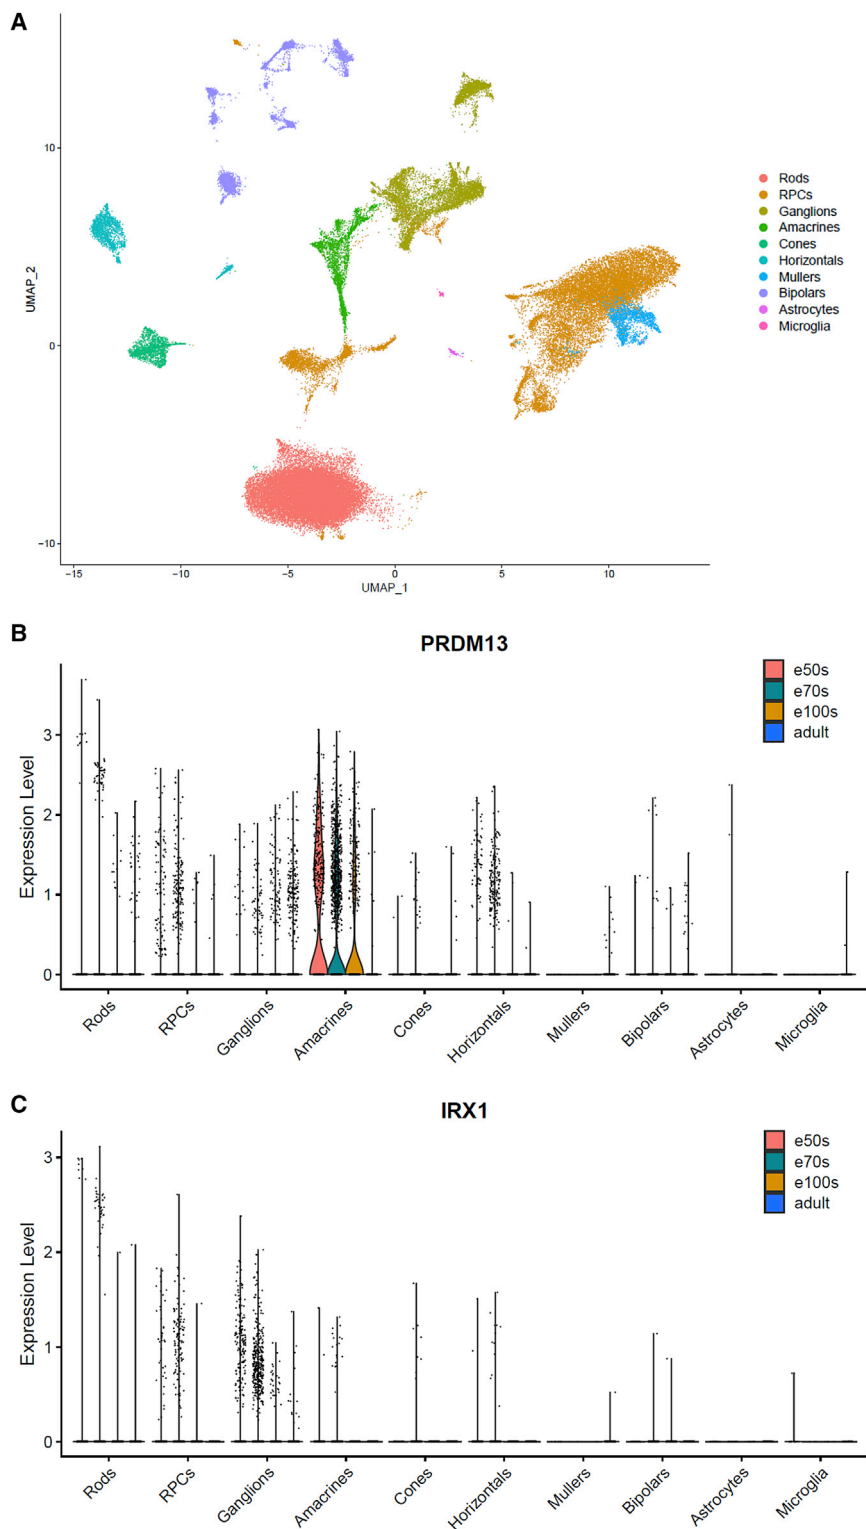 A
UMAP_2
10
0
−10
−15
−10
−5
0
5
10
UMAP_1
Rods
RPCs
Ganglions
Amacrines
Cones
Horizontals
Mullers
Bipolars
Astrocytes
Microglia
B
PRDM13
Expression Level
3
2
1
0
e50s
e70s
e100s
adult
Rods
RPCs
Ganglions
Amacrines
Cones
Horizontals
Mullers
Bipolars
Astrocytes
Microglia
C
IRX1
Expression Level
3
2
1
0
e50s
e70s
e100s
adult
Rods
RPCs
Ganglions
Amacrines
Cones
Horizontals
Mullers
Bipolars
Astrocytes
Microglia